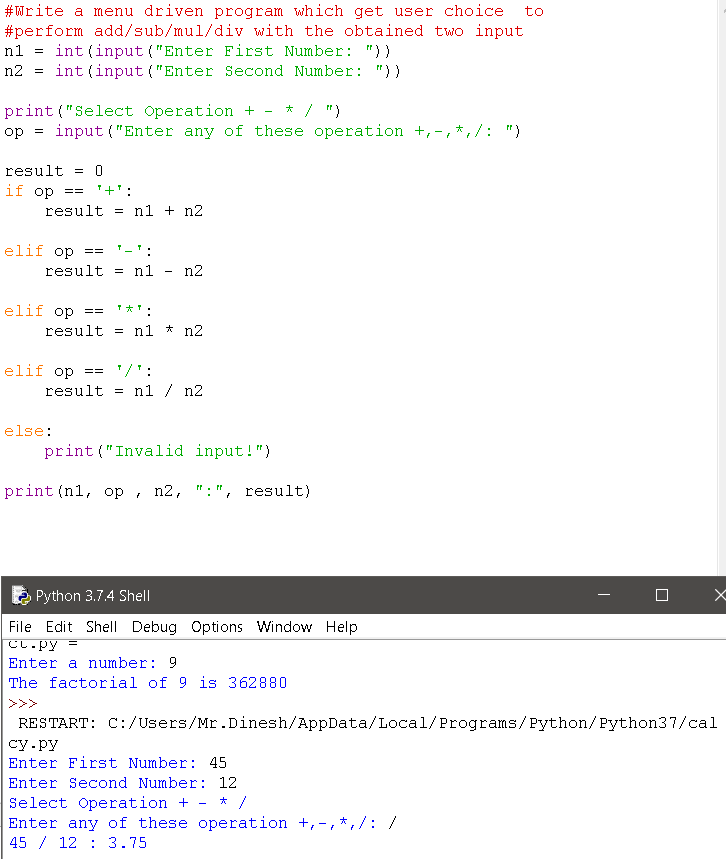 #Write a menu driven program which get user choice  to
#perform add/sub/mul/div with the obtained two input
n1 = int(input("Enter First Number: "))
n2 = int(input("Enter Second Number: "))

print("Select Operation + - * / ")
op = input("Enter any of these operation +,-,*,/: ")

result = 0
if op == '+':
    result = n1 + n2

elif op == '-':
    result = n1 - n2

elif op == '*':
    result = n1 * n2

elif op == '/':
    result = n1 / n2

else:
    print("Invalid input!")

print(n1, op , n2, ":", result)

Python 3.7.4 Shell
File Edit Shell Debug Options Window Help
ct.py =
Enter a number: 9
The factorial of 9 is 362880
>>>
 RESTART: C:/Users/Mr.Dinesh/AppData/Local/Programs/Python/Python37/cal
cy.py
Enter First Number: 45
Enter Second Number: 12
Select Operation + - * /
Enter any of these operation +,-,*,/: /
45 / 12 : 3.75